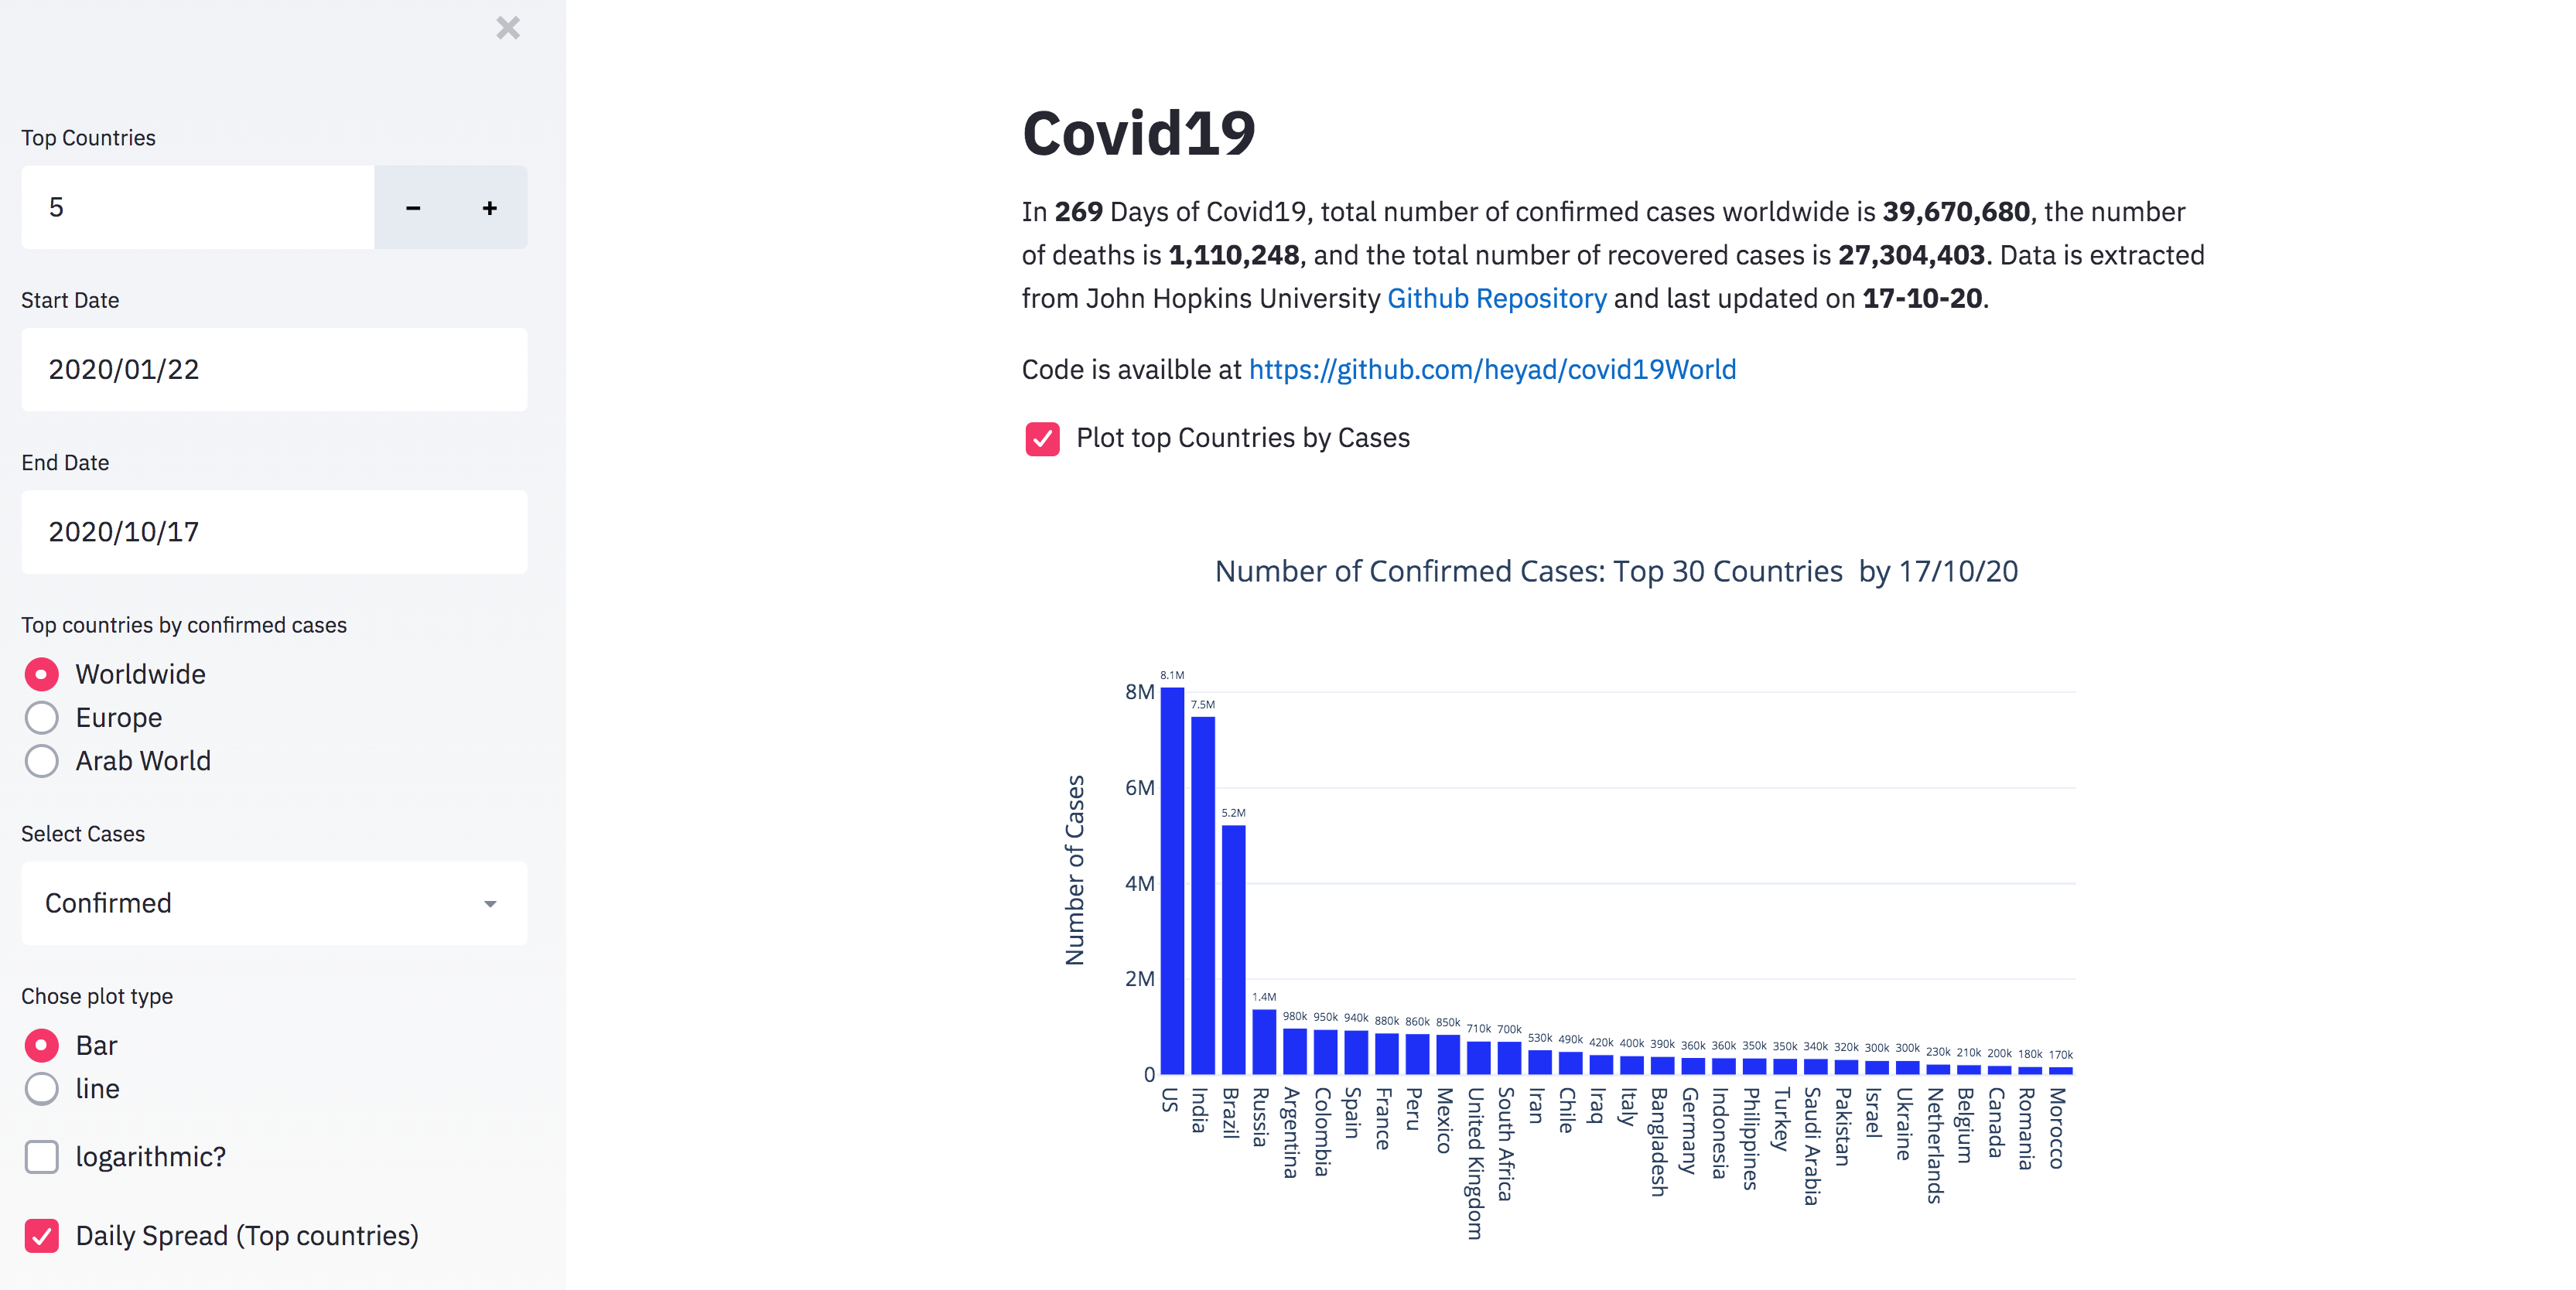 Top Countries
5
Start Date
2020/01/22
End Date
2020/10/17
Top countries by confirmed cases
Worldwide
Europe
Arab World
Select Cases
Confirmed
Chose plot type
Bar
line
logarithmic?
Daily Spread (Top countries)
Covid19
In 269 Days of Covid19, total number of confirmed cases worldwide is 39,670,680, the number
of deaths is 1,110,248, and the total number of recovered cases is 27,304,403. Data is extracted
from John Hopkins University Github Repository and last updated on 17-10-20.
Code is availble at https://github.com/heyad/covid19World
Plot top Countries by Cases
Number of Confirmed Cases: Top 30 Countries by 17/10/20
Number of Cases
8M
6M
4M
2M
0
8.1M
7.5M
5.2M
1.4M
980k
950k
940k
880k
860k
850k
710k
700k
530k
490k
420k
400k
390k
360k
360k
350k
350k
340k
320k
300k
300k
230k
210k
200k
180k
170k
US
India
Brazil
Russia
Argentina
Colombia
Spain
France
Peru
Mexico
United Kingdom
South Africa
Iran
Chile
Iraq
Italy
Bangladesh
Germany
Indonesia
Philippines
Turkey
Saudi Arabia
Pakistan
Israel
Ukraine
Netherlands
Belgium
Canada
Romania
Morocco